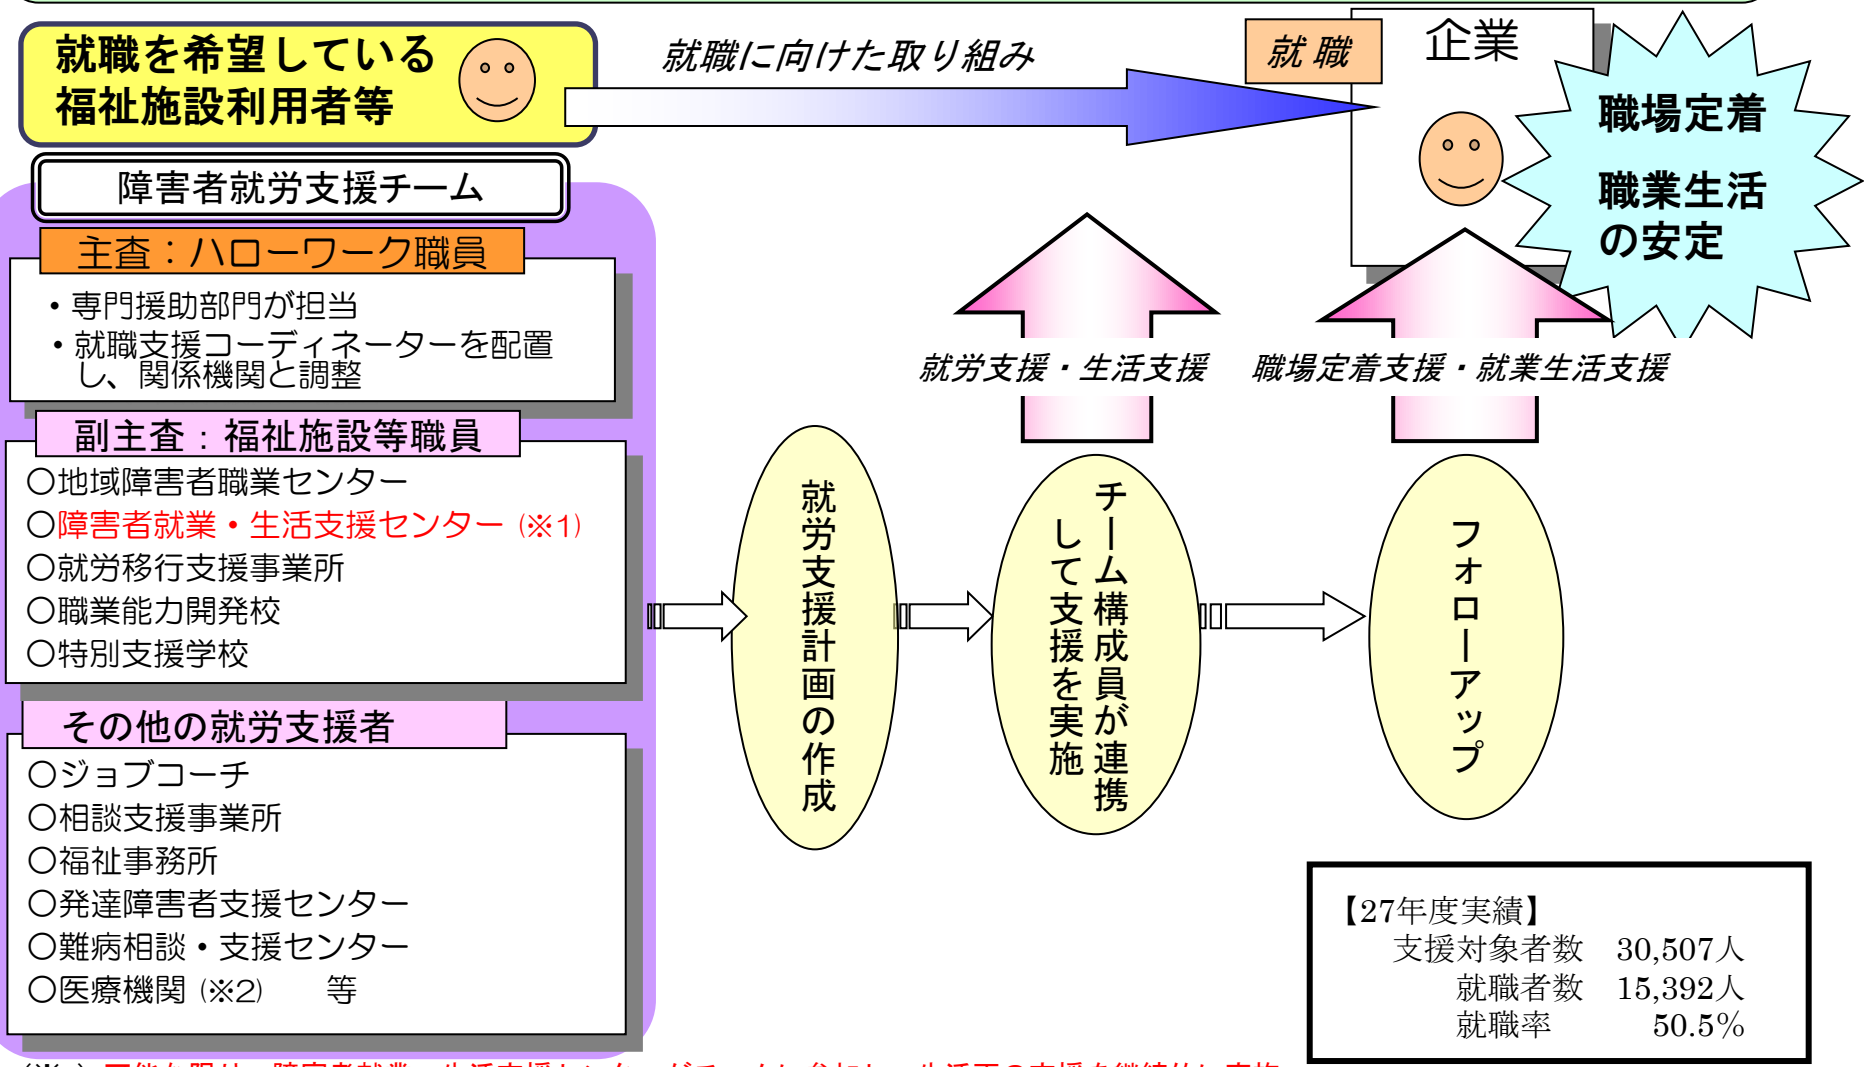 就職を希望している
福祉施設利用者等
就職に向けた取り組み
就 職
企業
職場定着
職業生活
の安定
障害者就労支援チーム
主査：ハローワーク職員
・専門援助部門が担当
・就職支援コーディネーターを配置
し、関係機関と調整
副主査：福祉施設等職員
○地域障害者職業センター
○障害者就業・生活支援センター (※1)
○就労移行支援事業所
○職業能力開発校
○特別支援学校
その他の就労支援者
○ジョブコーチ
○相談支援事業所
○福祉事務所
○発達障害者支援センター
○難病相談・支援センター
○医療機関 (※2)　　等
就労支援・生活支援
職場定着支援・就業生活支援
就労支援計画の作成
チーム構成員が連携
して支援を実施
フォローアップ
【27年度実績】
支援対象者数　30,507人
就職者数　15,392人
就職率　50.5％